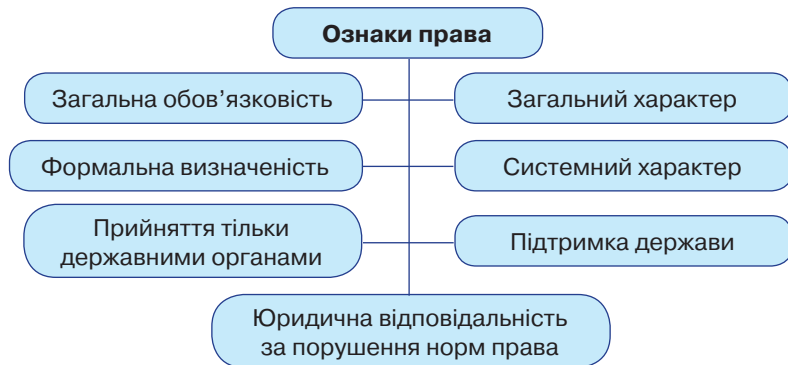 Ознаки права
Загальна обов’язковість
Загальний характер
Формальна визначеність
Системний характер
Прийняття тільки
державними органами
Підтримка держави
Юридична відповідальність
за порушення норм права